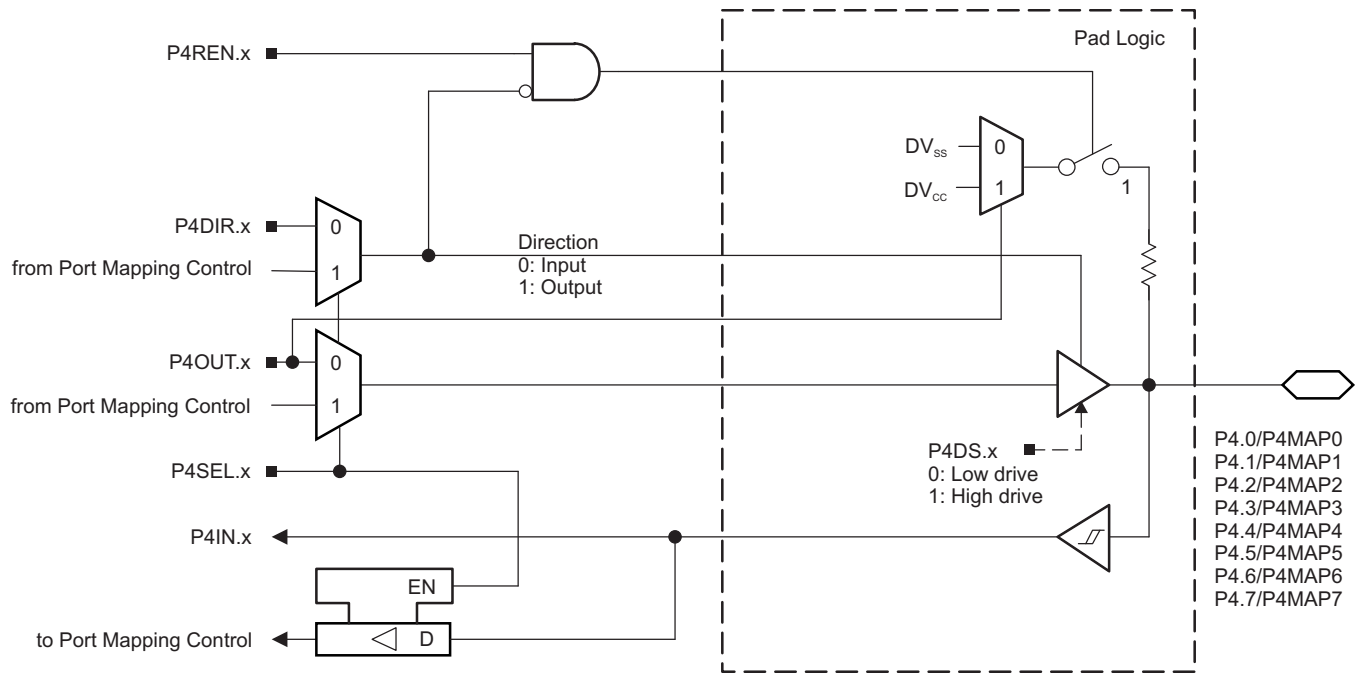 Pad Logic
P4REN.x
DVSS
0
DVCC
1
1
P4DIR.x
0
from Port Mapping Control
1
Direction
0: Input
1: Output
P4OUT.x
0
from Port Mapping Control
1
P4SEL.x
P4DS.x
0: Low drive
1: High drive
P4.0/P4MAP0
P4.1/P4MAP1
P4.2/P4MAP2
P4.3/P4MAP3
P4.4/P4MAP4
P4.5/P4MAP5
P4.6/P4MAP6
P4.7/P4MAP7
P4IN.x
EN
to Port Mapping Control
D